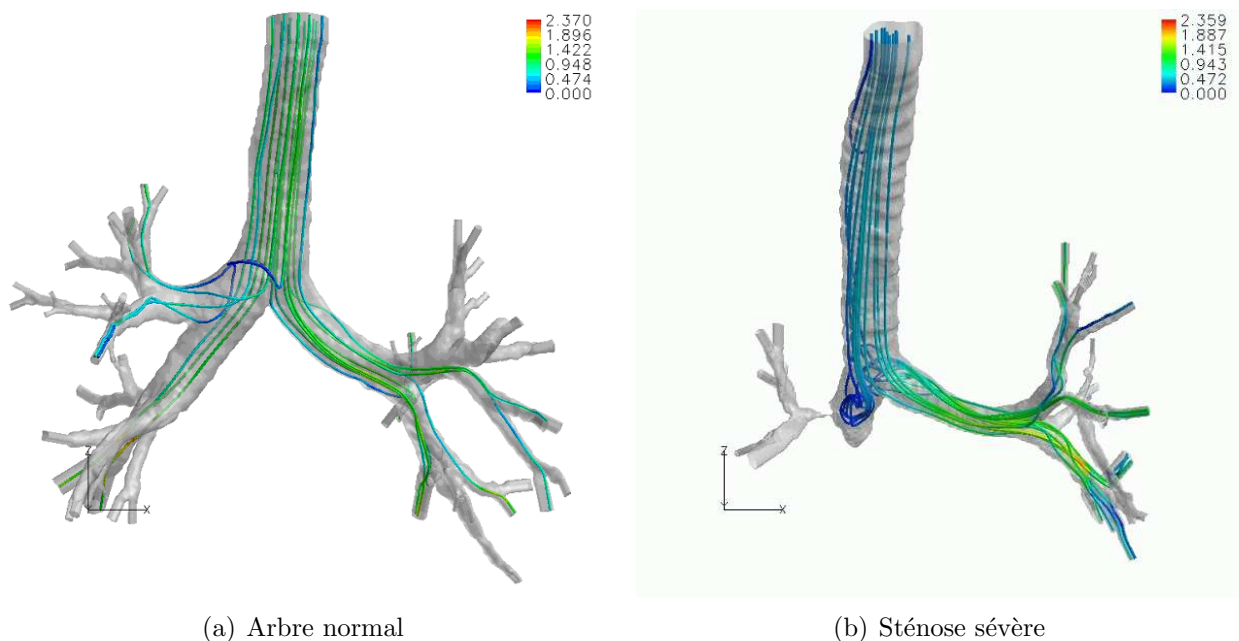 2.370
1.896
1.422
0.948
0.474
0.000
Z
X
(a) Arbre normal
2.359
1.887
1.415
0.943
0.472
0.000
Z
X
(b) Sténose sévère